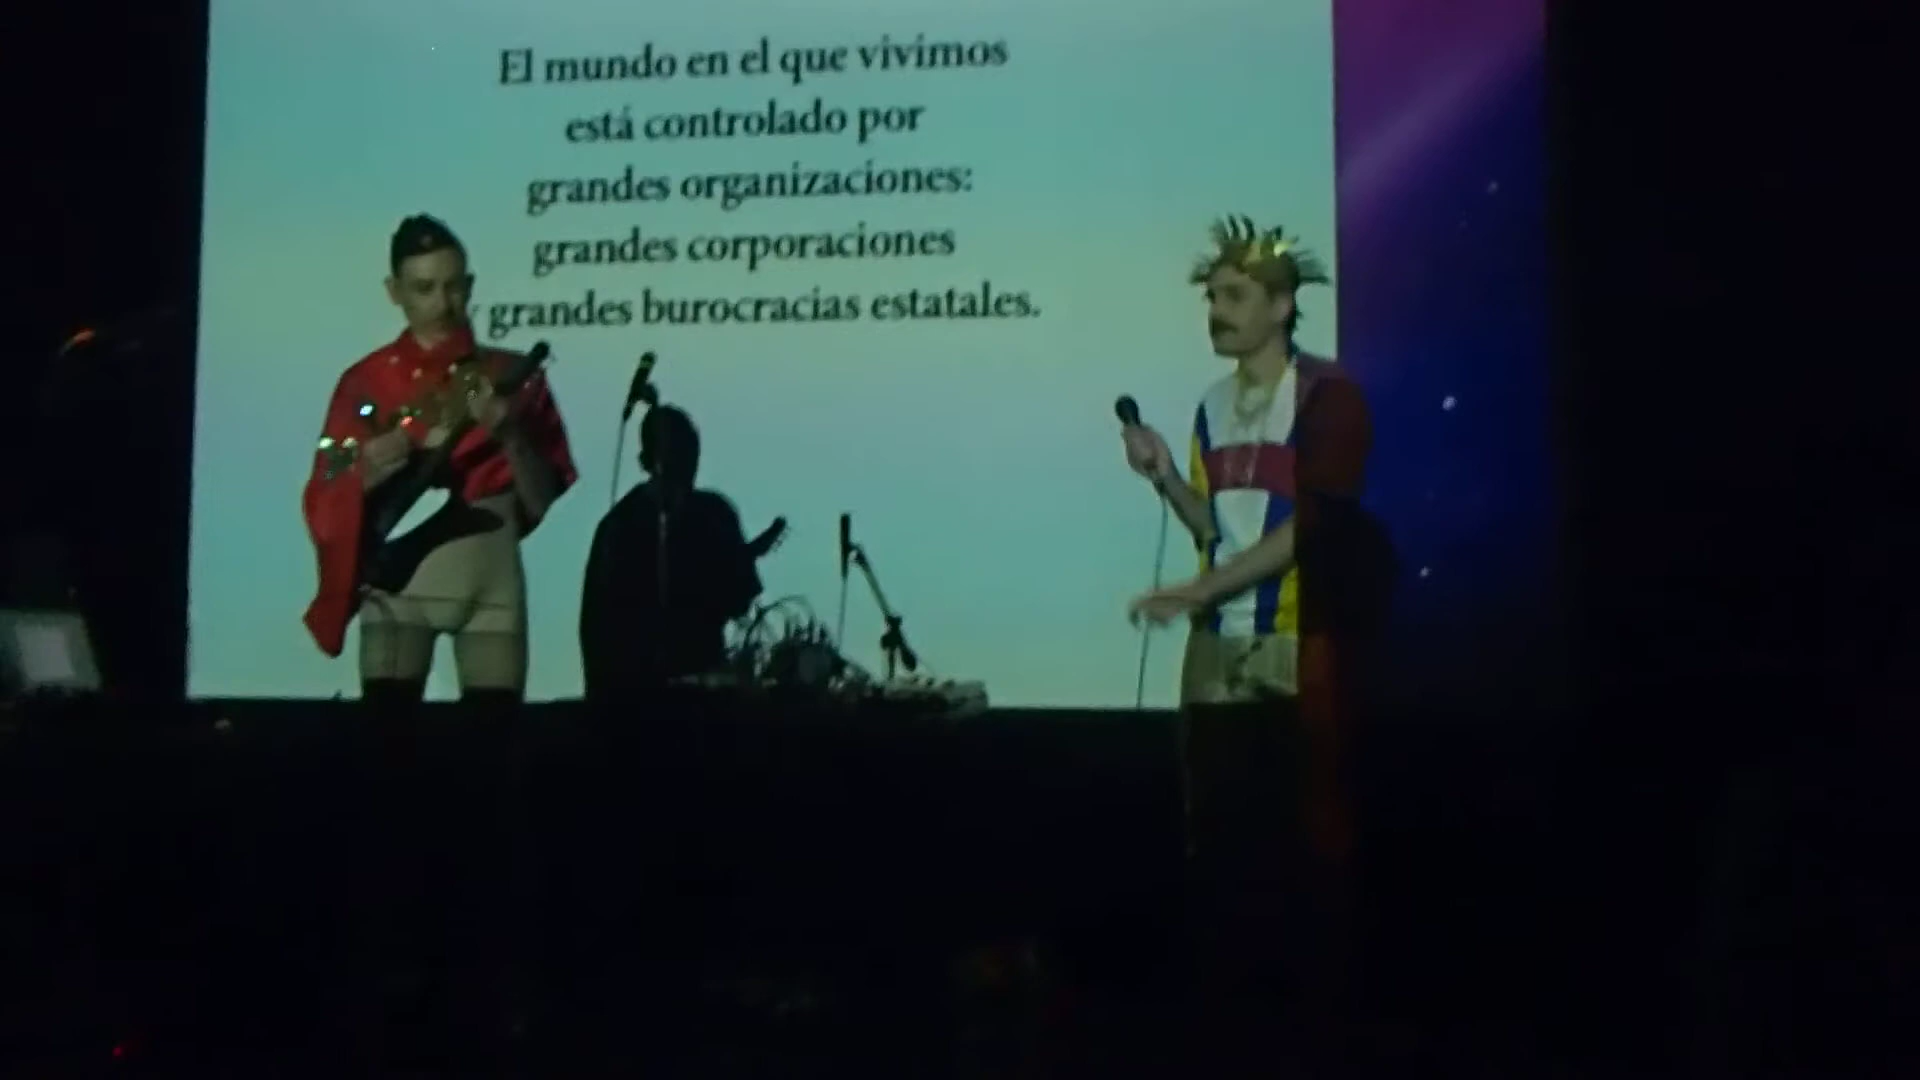 El mundo en el que vivimos
está controlado por
grandes organizaciones:
grandes corporaciones
y grandes burocracias estatales.